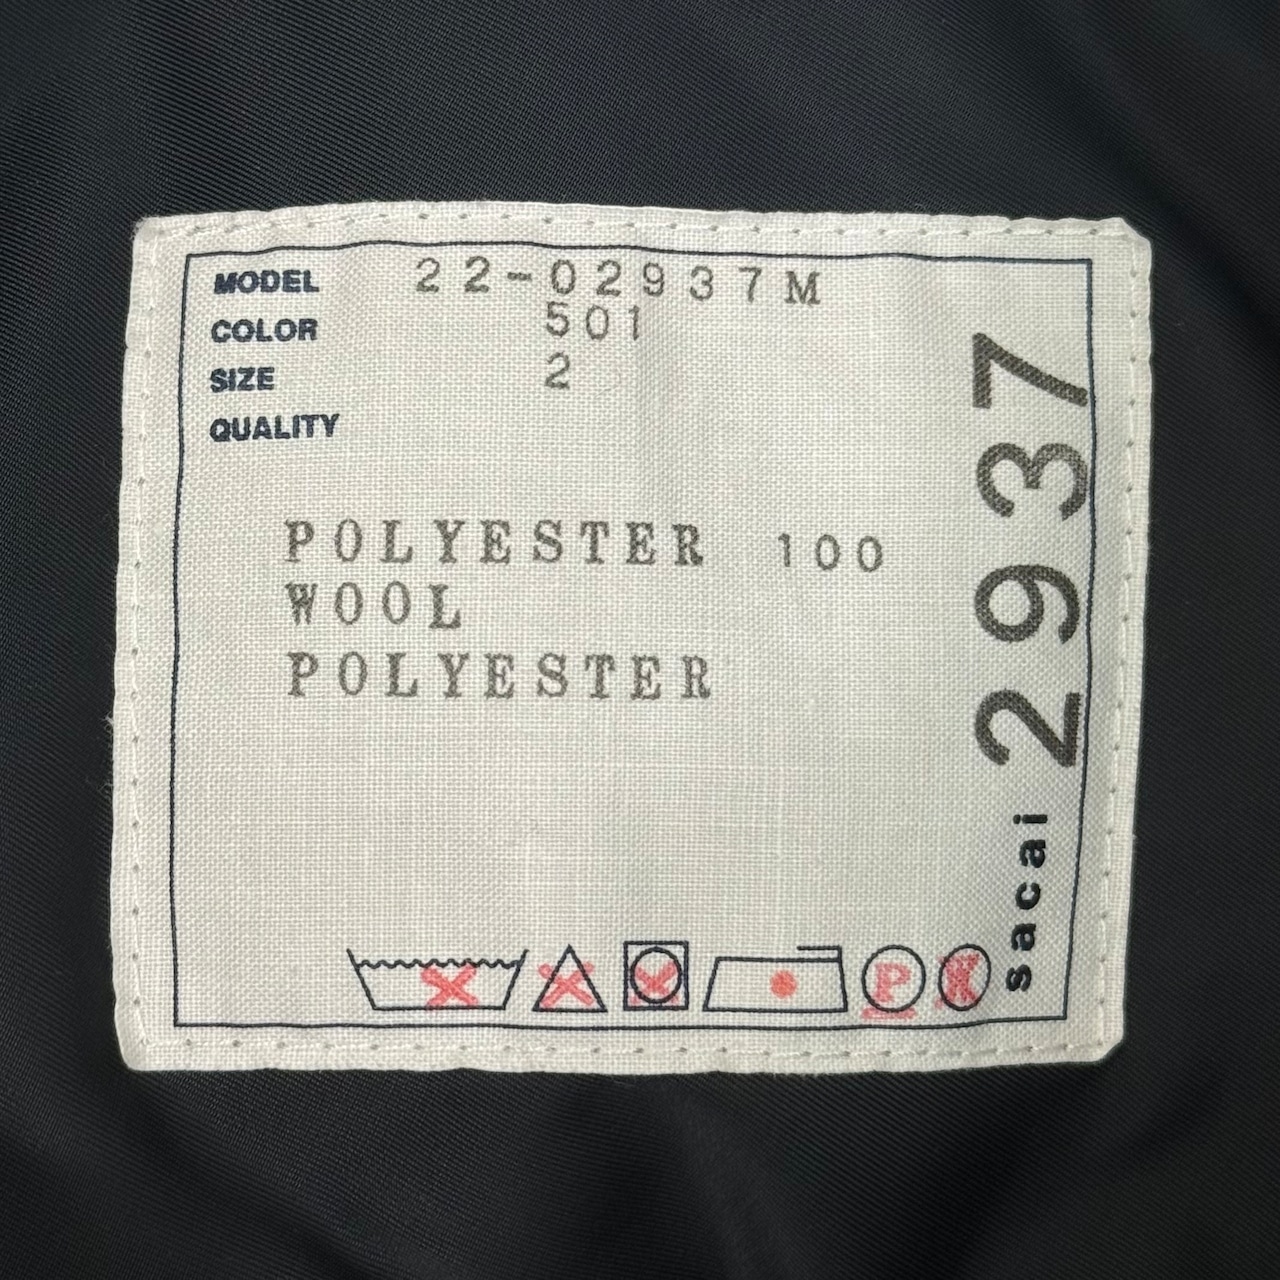 MODEL 22-02937M
COLOR 501
SIZE 2
QUALITY
POLYESTER 100
WOOL
POLYESTER
P
sacai 2937